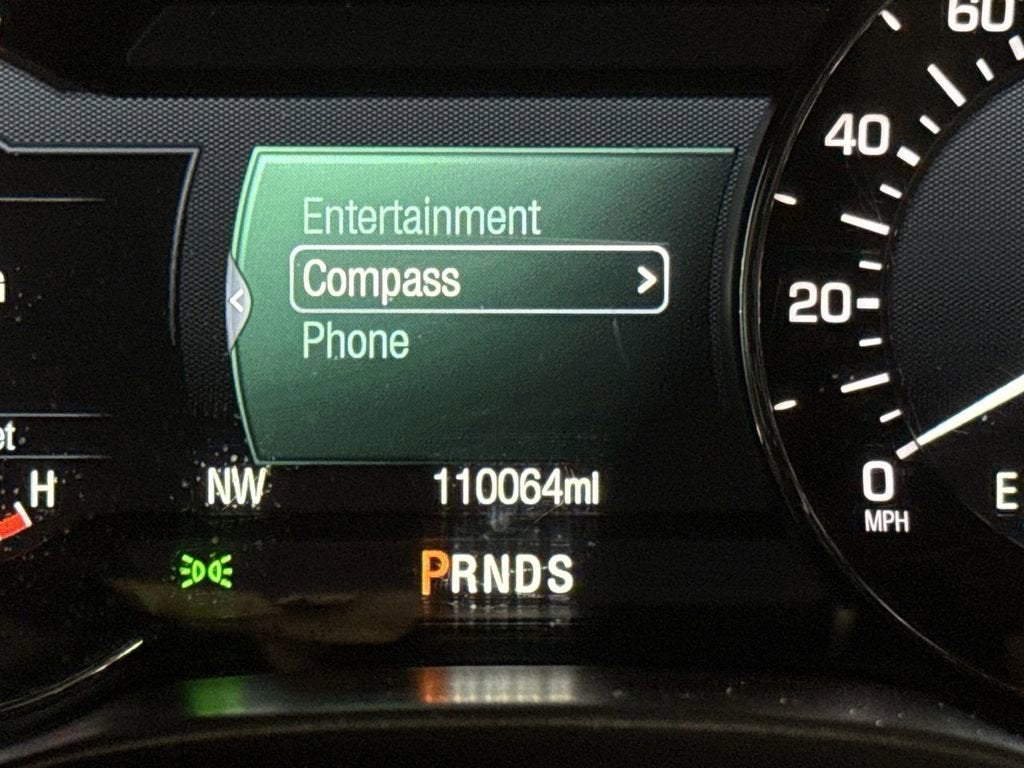 60
40
Entertainment
Compass >
20
<
Phone
H
NW
110064mi
0
MPH
E
PRNDS